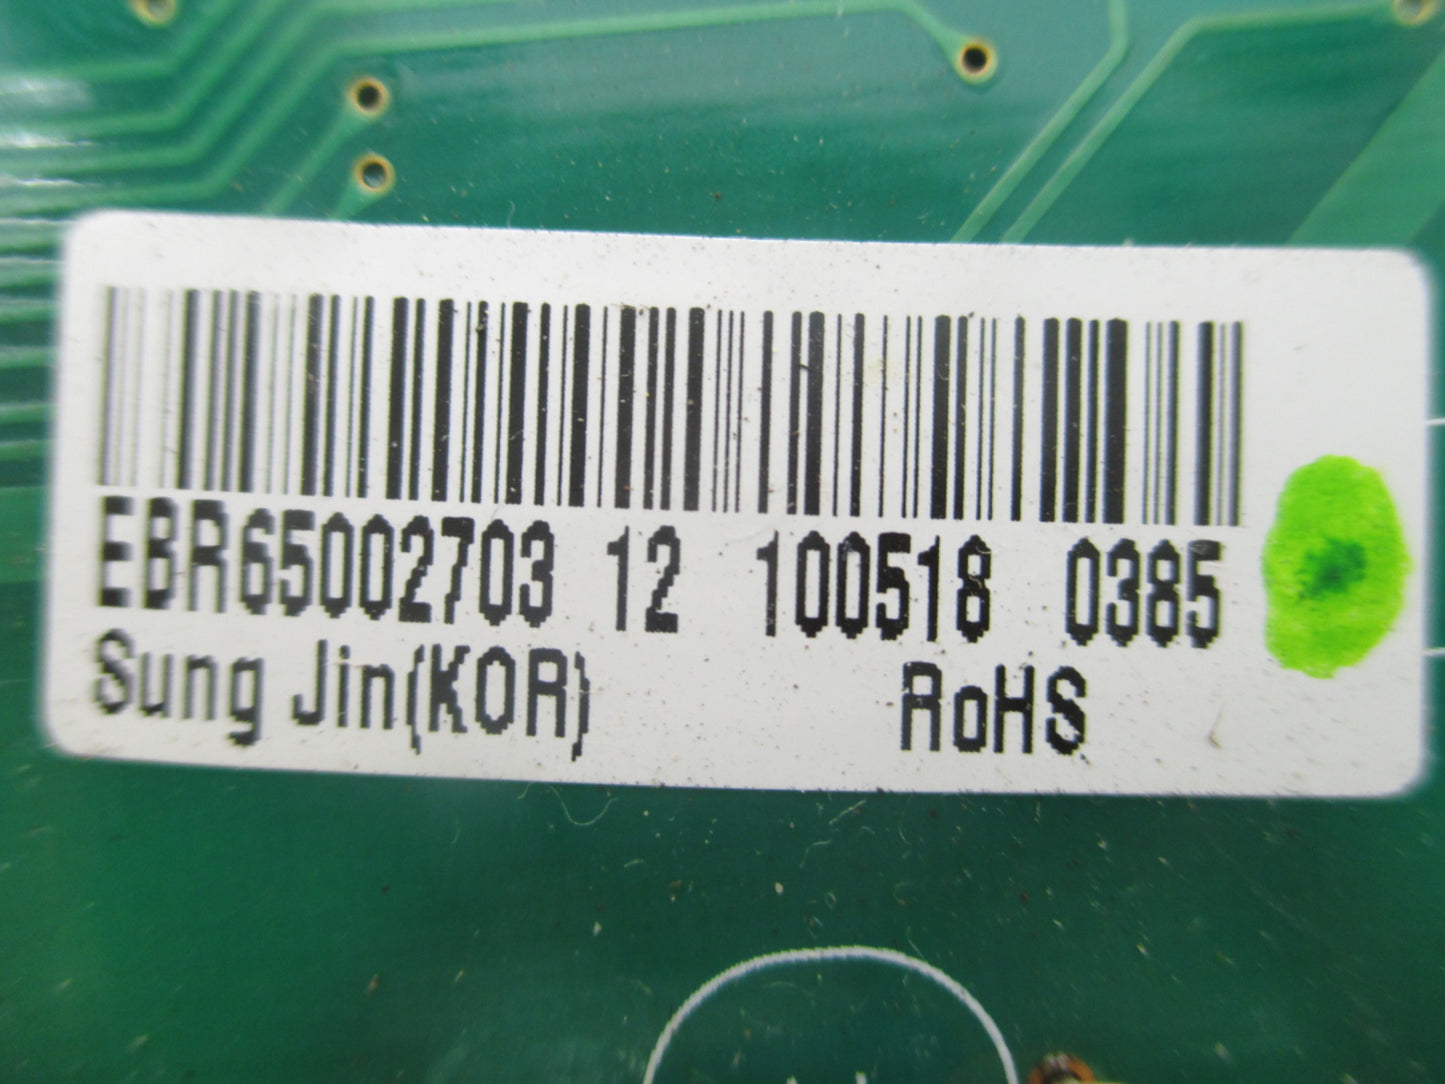 EBR65002703 12 100518 0385
Sung Jin(KOR) RoHS